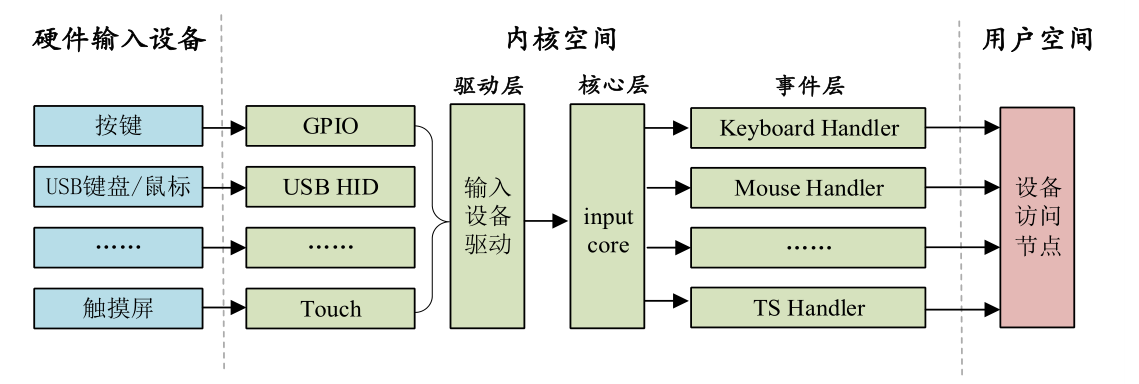 硬件输入设备
内核空间
用户空间
驱动层
核心层
事件层
按键
GPIO
Keyboard Handler
USB键盘/鼠标
USB HID
Mouse Handler
输入
设备
驱动
input
core
设备
访问
节点
……
……
……
触摸屏
Touch
TS Handler